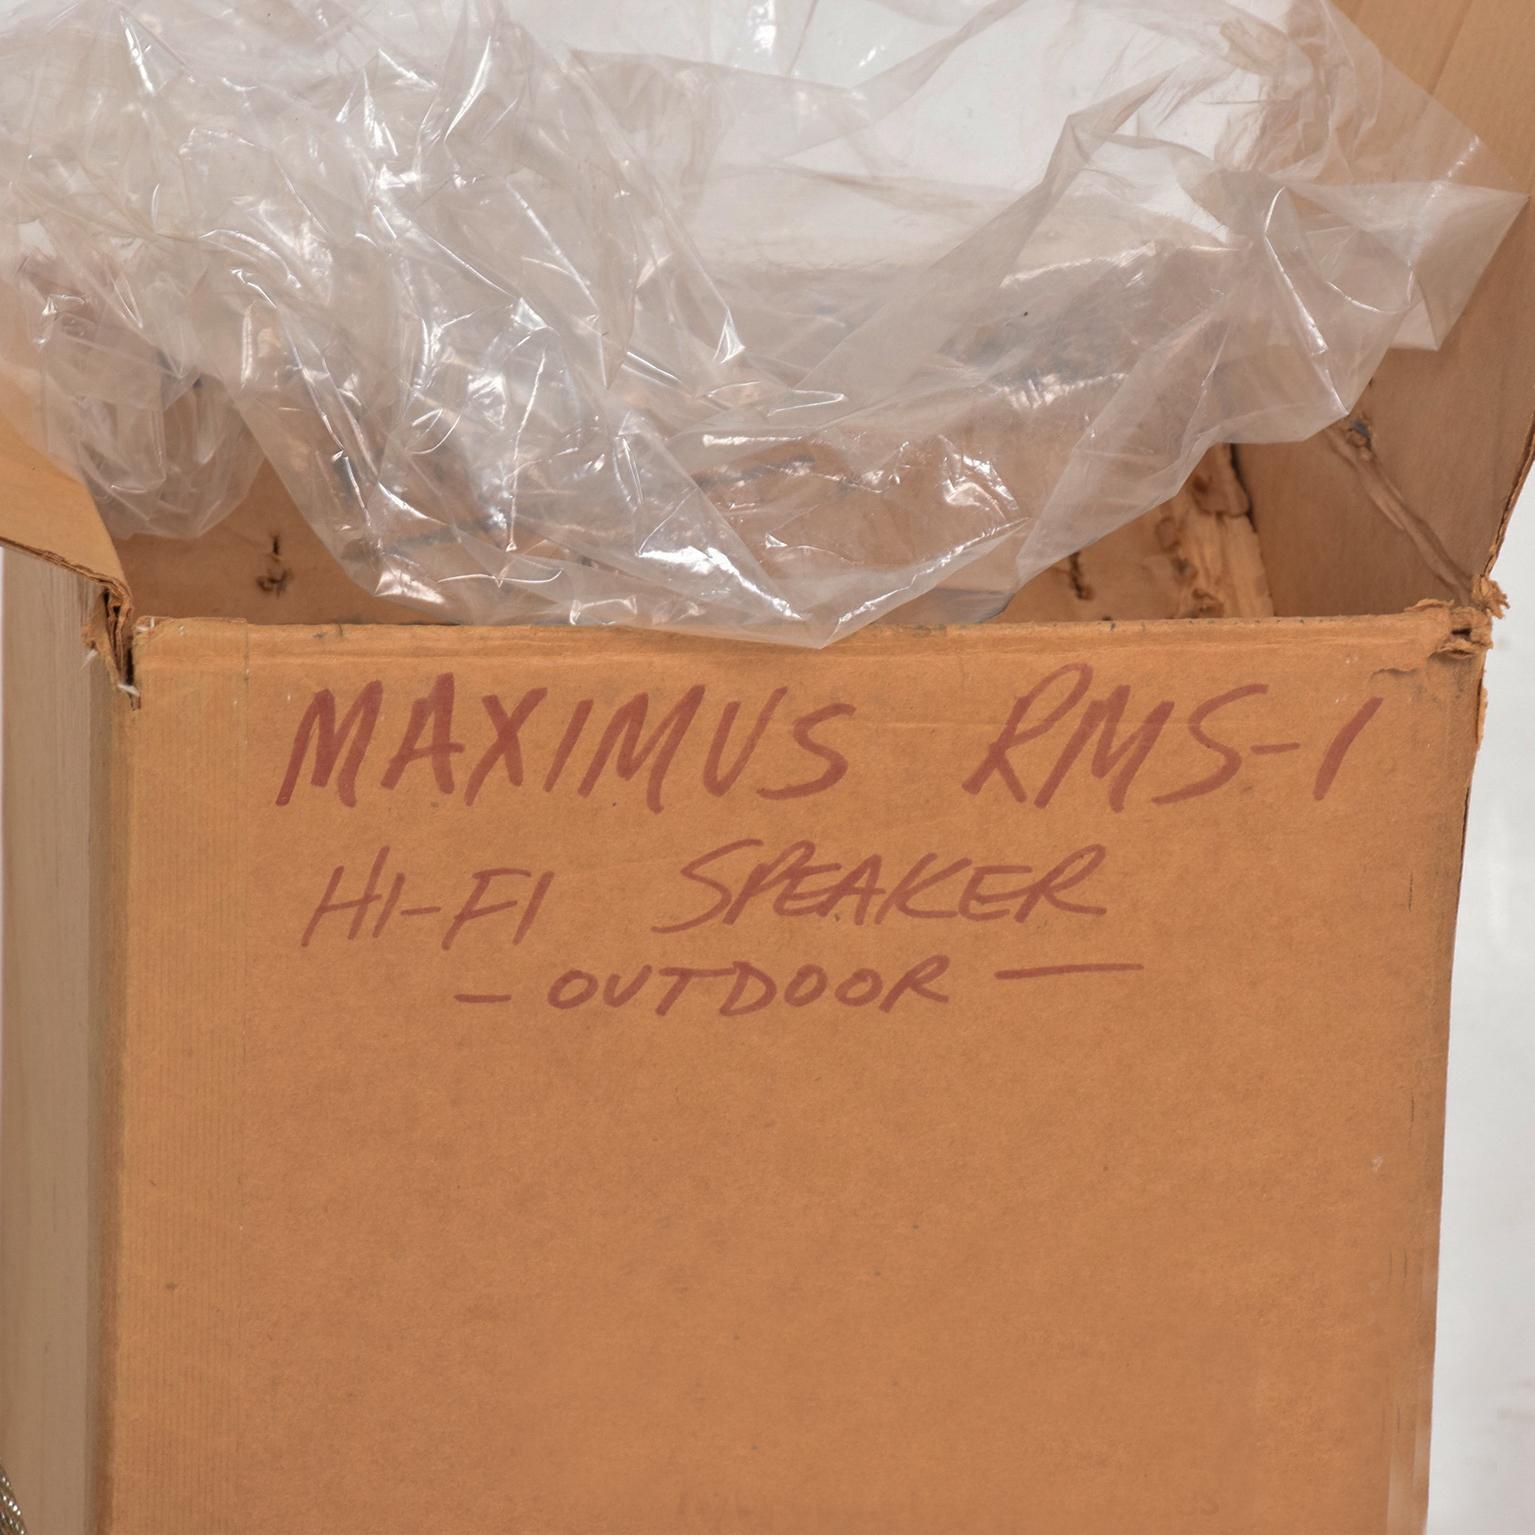 MAXIMUS RMS-1
HI-FI SPEAKER
- OUTDOOR -